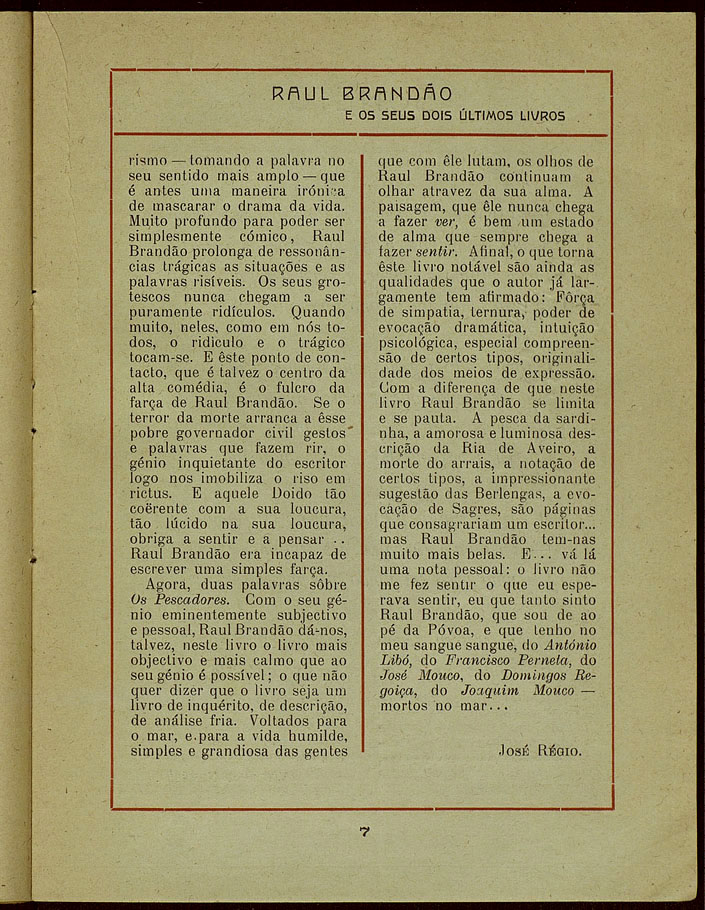 RAUL BRANDÃO
E OS SEUS DOIS ÚLTIMOS LIVROS
rismo — tomando a palavra no
seu sentido mais amplo — que
é antes uma maneira irónica
de mascarar o drama da vida.
Muito profundo para poder ser
simplesmente cómico, Raul
Brandão prolonga de ressonân-
cias trágicas as situações e as
palavras risíveis. Os seus gro-
tescos nunca chegam a ser
puramente ridículos. Quando
muito, neles, como em nós to-
dos, o ridiculo e o trágico
tocam-se. E êste ponto de con-
tacto, que é talvez o centro da
alta comédia, é o fulcro da
farça de Raul Brandão. Se o
terror da morte arranca a êsse
pobre governador civil gestos
e palavras que fazem rir, o
génio inquietante do escritor
logo nos imobiliza o riso em
rictus. E aquele Doido tão
coërente com a sua loucura,
tão lúcido na sua loucura,
obriga a sentir e a pensar ..
Raul Brandão era incapaz de
escrever uma simples farça.
Agora, duas palavras sôbre
Os Pescadores. Com o seu gé-
nio eminentemente subjectivo
e pessoal, Raul Brandão dá-nos,
talvez, neste livro o livro mais
objectivo e mais calmo que ao
seu génio é possível; o que não
quer dizer que o livro seja um
livro de inquérito, de descrição,
de análise fria. Voltados para
o mar, e para a vida humilde,
simples e grandiosa das gentes
que com êle lutam, os olhos de
Raul Brandão continuam a
olhar atravez da sua alma. A
paisagem, que êle nunca chega
a fazer ver, é bem um estado
de alma que sempre chega a
fazer sentir. Afinal, o que torna
êste livro notável são ainda as
qualidades que o autor já lar-
gamente tem afirmado: Fôrça
de simpatia, ternura, poder de
evocação dramática, intuição
psicológica, especial compreen-
são de certos tipos, originali-
dade dos meios de expressão.
Com a diferença de que neste
livro Raul Brandão se limita
e se pauta. A pesca da sardi-
nha, a amorosa e luminosa des-
crição da Ria de Aveiro, a
morte do arrais, a notação de
certos tipos, a impressionante
sugestão das Berlengas, a evo-
cação de Sagres, são páginas
que consagrariam um escritor...
mas Raul Brandão tem-nas
muito mais belas. E... vá lá
uma nota pessoal: o livro não
me fez sentir o que eu espe-
rava sentir, eu que tanto sinto
Raul Brandão, que sou de ao
pé da Póvoa, e que tenho no
meu sangue sangue, do António
Libó, do Francisco Perneta, do
José Mouco, do Domingos Re-
goiça, do Joaquim Mouco —
mortos no mar...
JOSÉ RÉGIO.
7